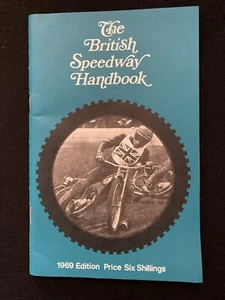 The
British
Speedway
Handbook
1969 Edition Price Six Shillings